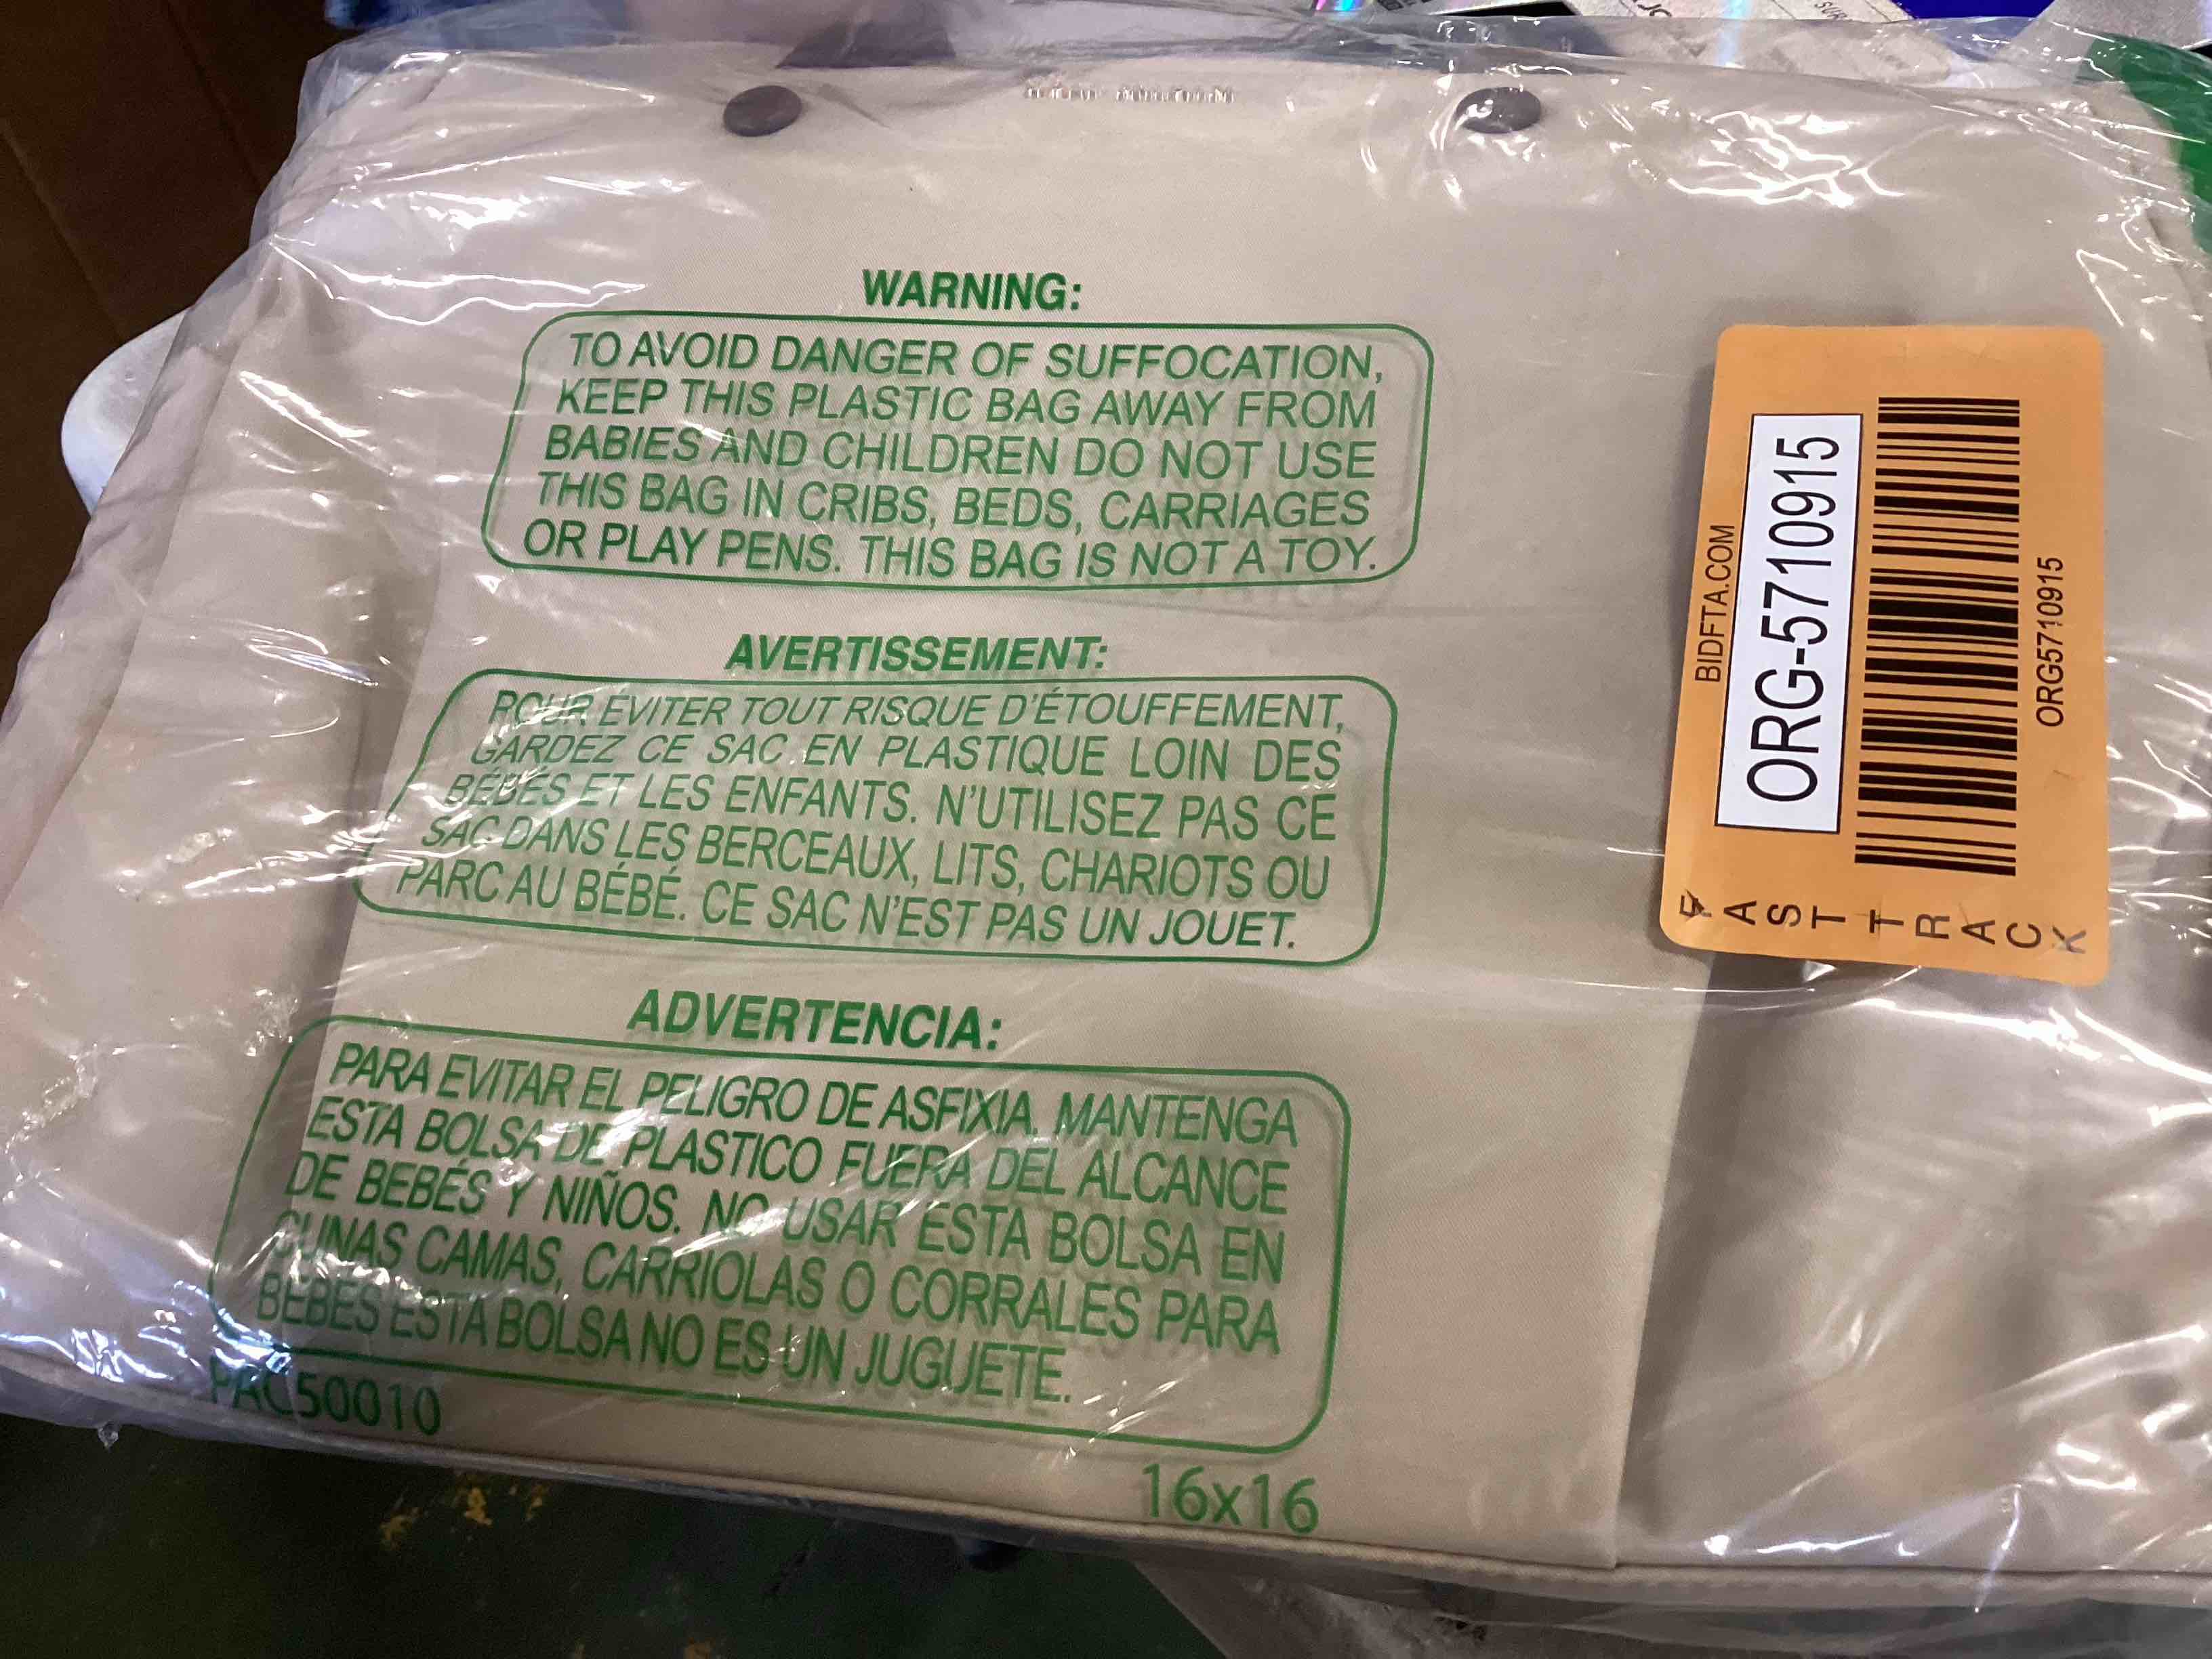 WARNING:
TO AVOID DANGER OF SUFFOCATION,
KEEP THIS PLASTIC BAG AWAY FROM
BABIES AND CHILDREN DO NOT USE
THIS BAG IN CRIBS, BEDS, CARRIAGES
OR PLAY PENS. THIS BAG IS NOT A TOY.
AVERTISSEMENT:
POUR ÉVITER TOUT RISQUE D'ÉTOUFFEMENT,
GARDEZ CE SAC EN PLASTIQUE LOIN DES
BÉBÉS ET LES ENFANTS. N'UTILISEZ PAS CE
SAC DANS LES BERCEAUX, LITS, CHARIOTS OU
PARC AU BÉBÉ. CE SAC N'EST PAS UN JOUET.
ADVERTENCIA:
PARA EVITAR EL PELIGRO DE ASFIXIA. MANTENGA
ESTA BOLSA DE PLASTICO FUERA DEL ALCANCE
DE BEBÉS Y NIÑOS. NO USAR ESTA BOLSA EN
CUNAS CAMAS, CARRIOLAS O CORRALES PARA
BEBES ESTA BOLSA NO ES UN JUGUETE.
PAC50010
16x16
BIDFTA.COM
ORG-5710915
ORG5710915
FAST TRACK